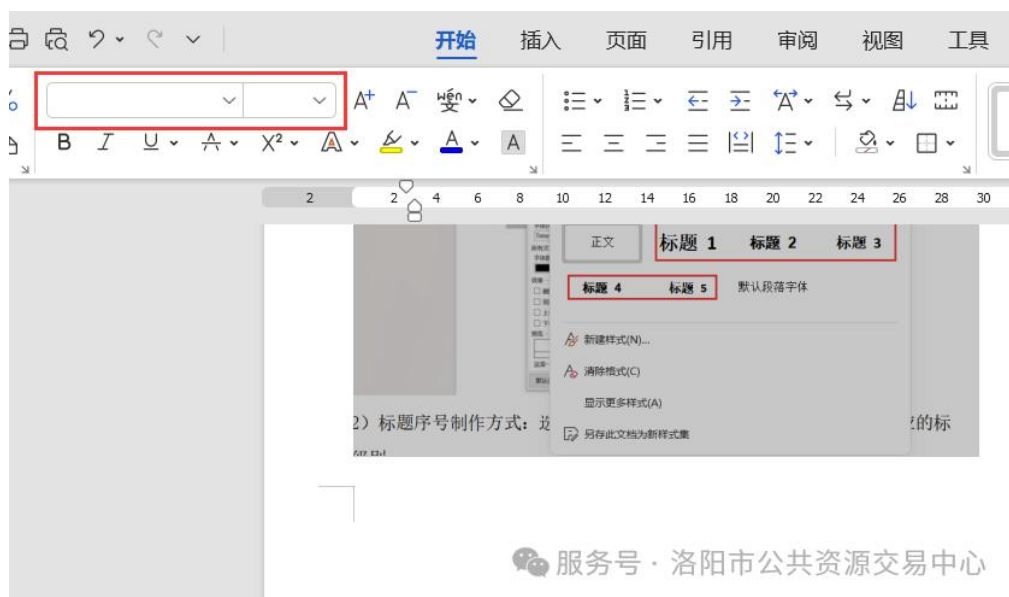 开始 插入 页面 引用 审阅 视图 工具
A+ A- wén 变
B I U A X² A A A
2 2 4 6 8 10 12 14 16 18 20 22 24 26 28 30
正文 标题 1 标题 2 标题 3
标题 4 标题 5 默认段落字体
新建样式(N)...
清除格式(C)
显示更多样式(A)
另存此文档为新样式集
2）标题序号制作方式：选
的标
服务号 · 洛阳市公共资源交易中心